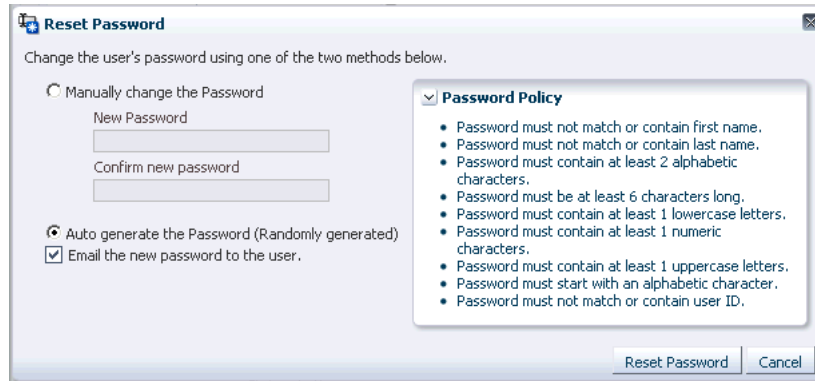 Reset Password
Change the user's password using one of the two methods below.
Manually change the Password
New Password
Confirm new password
Auto generate the Password (Randomly generated)
Email the new password to the user.
Password Policy
Password must not match or contain first name.
Password must not match or contain last name.
Password must contain at least 2 alphabetic
characters.
Password must be at least 6 characters long.
Password must contain at least 1 lowercase letters.
Password must contain at least 1 numeric
characters.
Password must contain at least 1 uppercase letters.
Password must start with an alphabetic character.
Password must not match or contain user ID.
Reset Password
Cancel